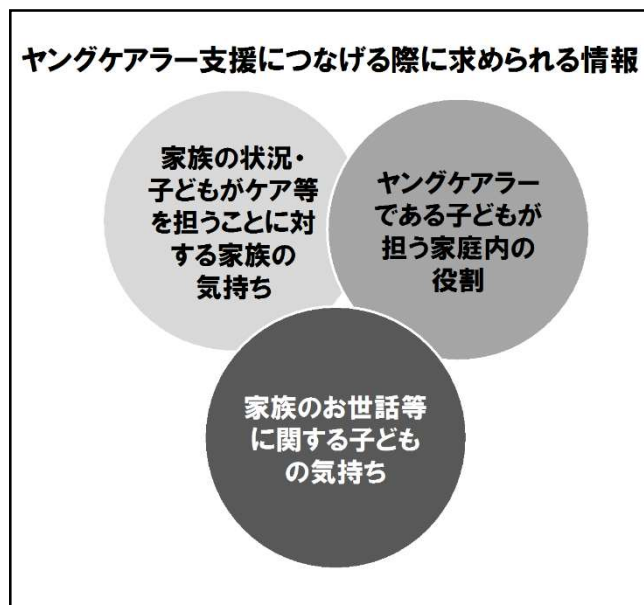 ヤングケアラー支援につなげる際に求められる情報
家族の状況・
子どもがケア等
を担うことに対
する家族の
気持ち
ヤングケアラー
である子どもが
担う家庭内の
役割
家族のお世話等
に関する子ども
の気持ち